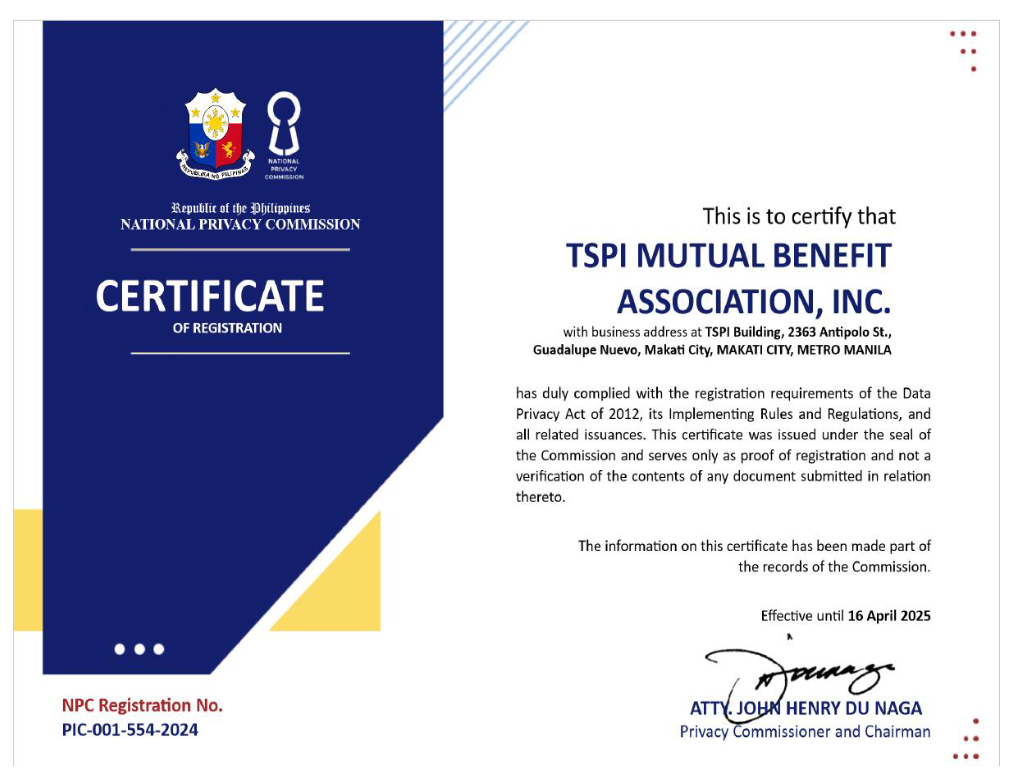 REPUBLIKA NG PILIPINAS
NATIONAL
PRIVACY
COMMISSION
Republic of the Philippines
NATIONAL PRIVACY COMMISSION
CERTIFICATE
OF REGISTRATION
This is to certify that
TSPI MUTUAL BENEFIT
ASSOCIATION, INC.
with business address at TSPI Building, 2363 Antipolo St.,
Guadalupe Nuevo, Makati City, MAKATI CITY, METRO MANILA
has duly complied with the registration requirements of the Data
Privacy Act of 2012, its Implementing Rules and Regulations, and
all related issuances. This certificate was issued under the seal of
the Commission and serves only as proof of registration and not a
verification of the contents of any document submitted in relation
thereto.
The information on this certificate has been made part of
the records of the Commission.
Effective until 16 April 2025
ATTY. JOHN HENRY DU NAGA
Privacy Commissioner and Chairman
NPC Registration No.
PIC-001-554-2024